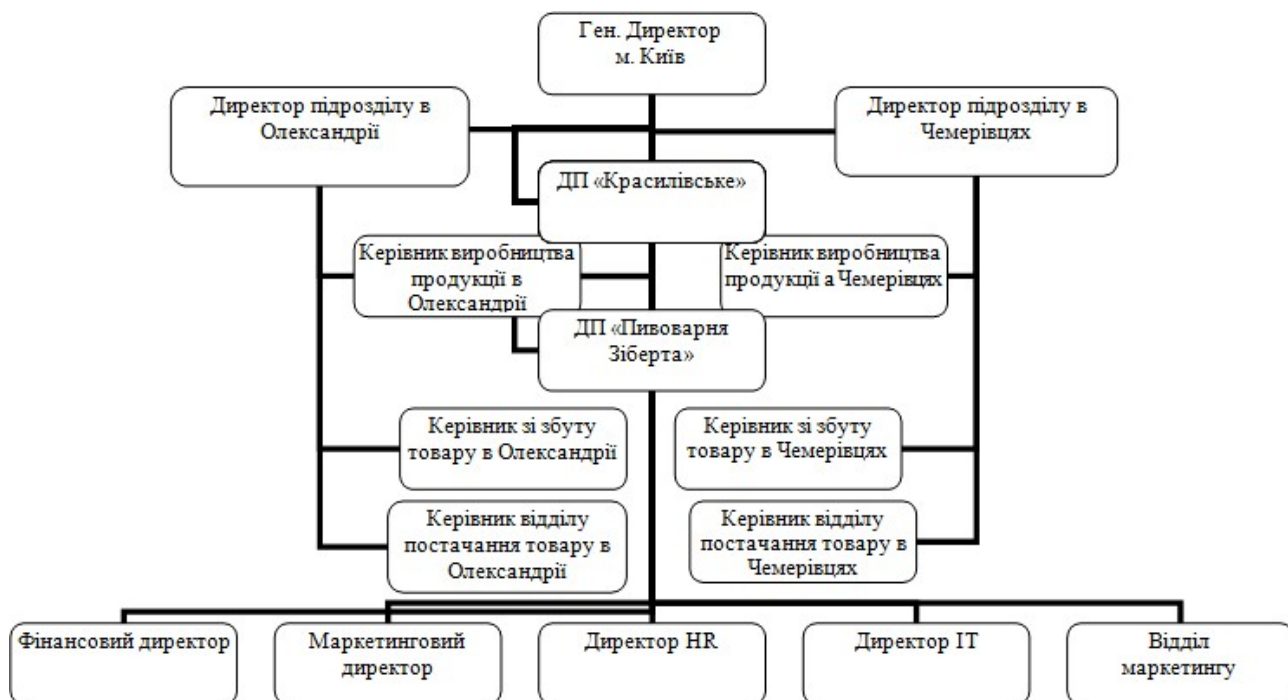 Ген. Директор
м. Київ
Директор підрозділу в
Олександрії
Директор підрозділу в
Чемерівцях
ДП «Красилівське»
Керівник виробництва
продукції в
Олександрії
Керівник виробництва
продукції а Чемерівцях
ДП «Пивоварня
Зіберта»
Керівник зі збуту
товару в Олександрії
Керівник зі збуту
товару в Чемерівцях
Керівник відділу
постачання товару в
Олександрії
Керівник відділу
постачання товару в
Чемерівцях
Фінансовий директор
Маркетинговий
директор
Директор HR
Директор ІТ
Відділ
маркетингу